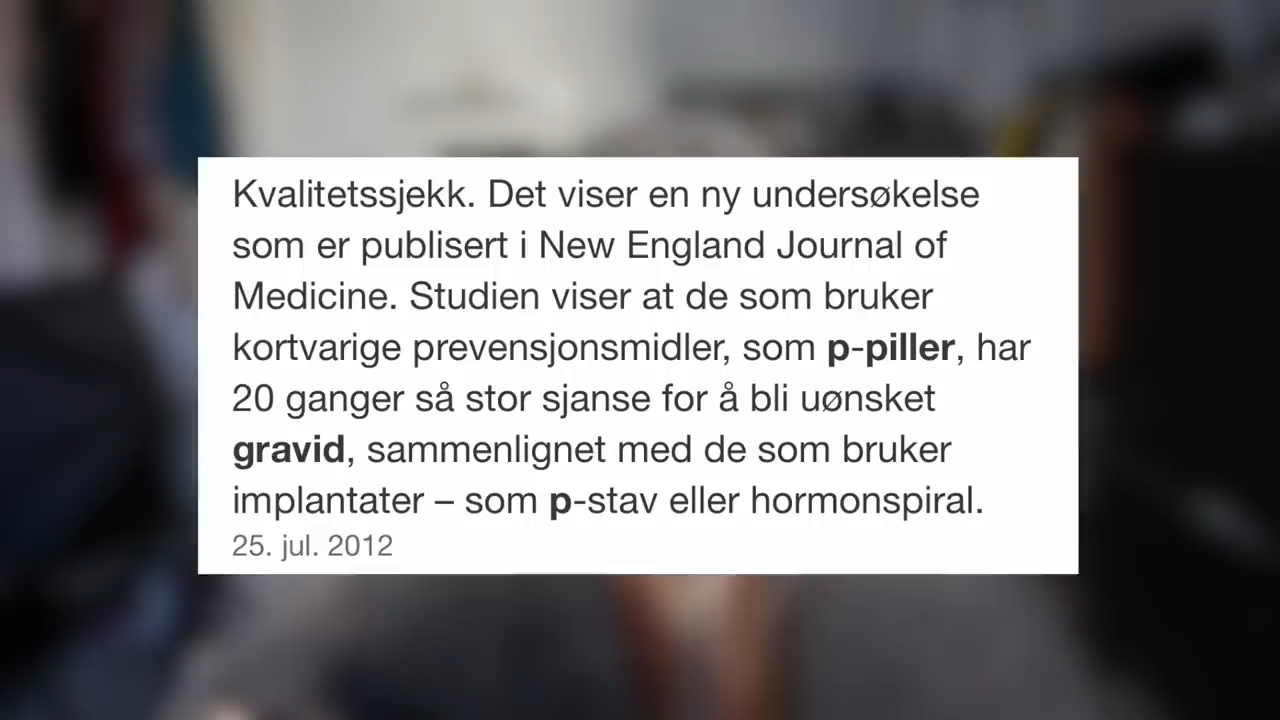 Kvalitetssjekk. Det viser en ny undersøkelse
som er publisert i New England Journal of
Medicine. Studien viser at de som bruker
kortvarige prevensjonsmidler, som p-piller, har
20 ganger så stor sjanse for å bli uønsket
gravid, sammenlignet med de som bruker
implantater – som p-stav eller hormonspiral.
25. jul. 2012